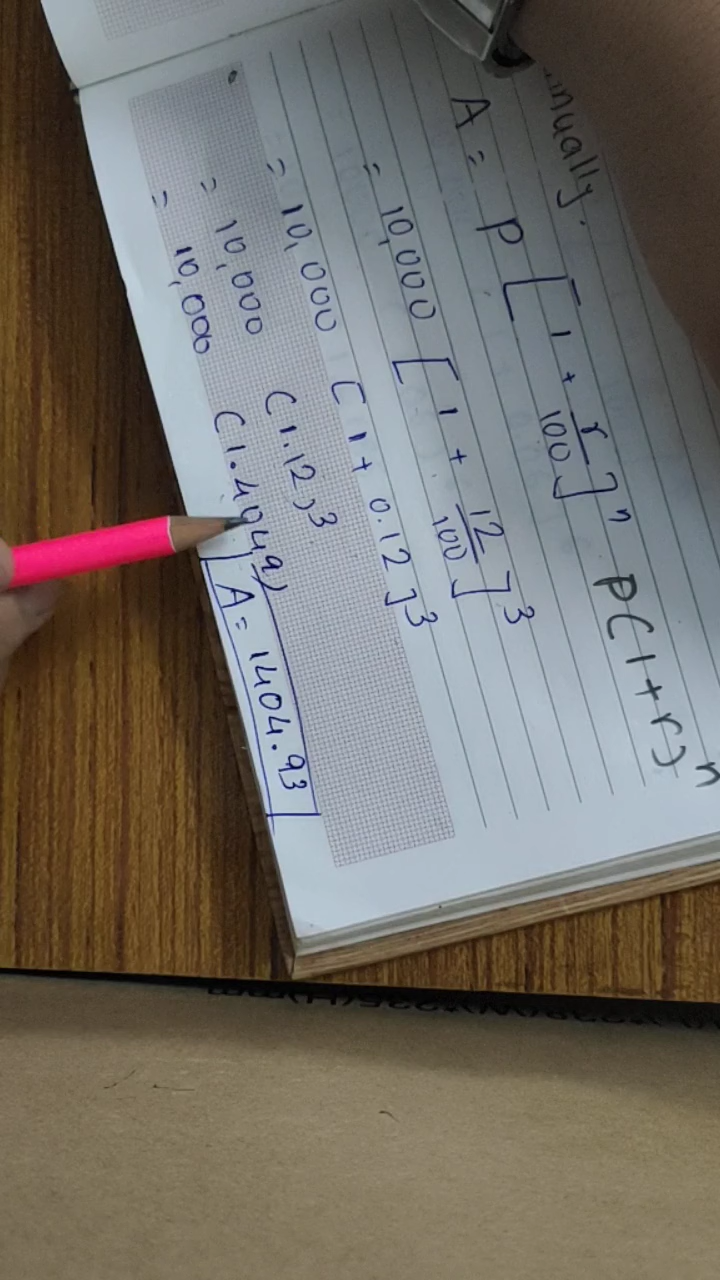 nually.
A = P [ 1 + r/100 ]ⁿ P(1+r)ⁿ
= 10,000 [ 1 + 12/100 ]³
= 10,000 [ 1 + 0.12 ]³
= 10,000 (1.12)³
= 10,000 (1.4049)
A = 1404.93